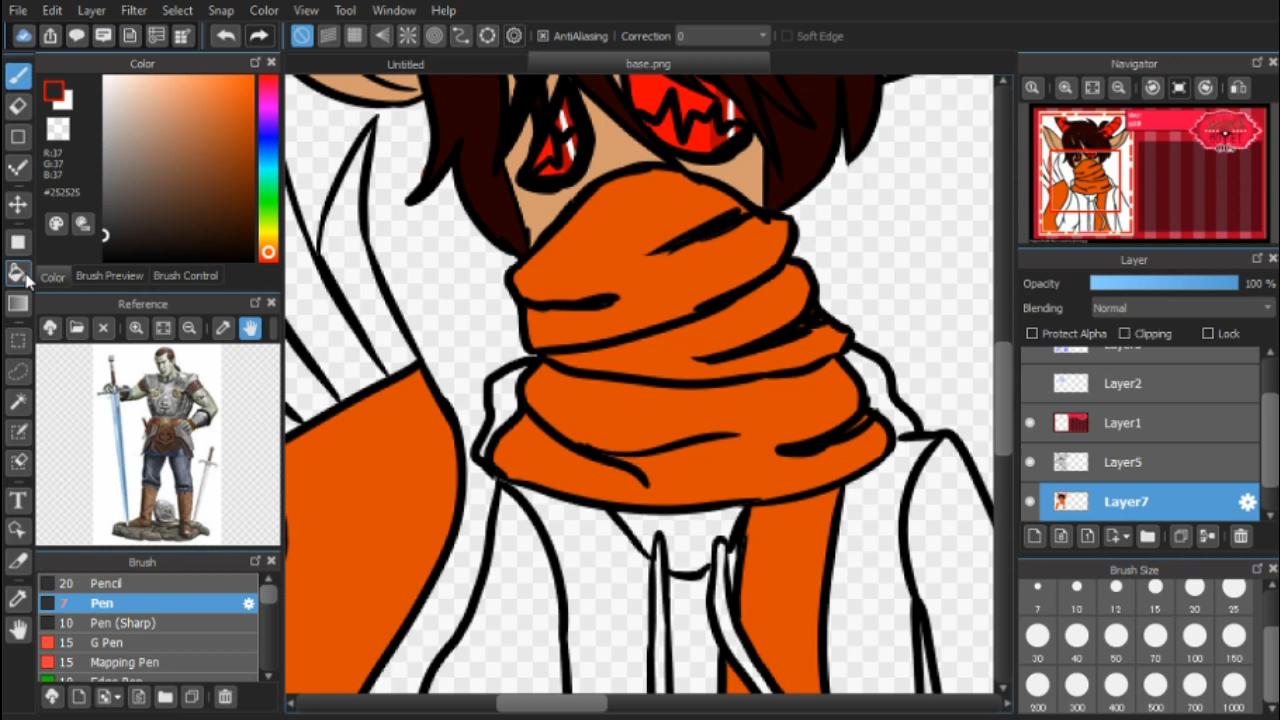 File Edit Layer Filter Select Snap Color View Tool Window Help
AntiAliasing Correction 0 Soft Edge
Color
Untitled
base.png
Navigator
R:37
G:37
B:37
#252525
Color Brush Preview Brush Control
Reference
Layer
Opacity 100 %
Blending Normal
Protect Alpha Clipping Lock
Layer2
Layer1
Layer5
Layer7
Brush
20 Pencil
7 Pen
10 Pen (Sharp)
15 G Pen
15 Mapping Pen
Brush Size
7 10 12 15 20 25
30 40 50 70 100 150
200 300 400 500 700 1000